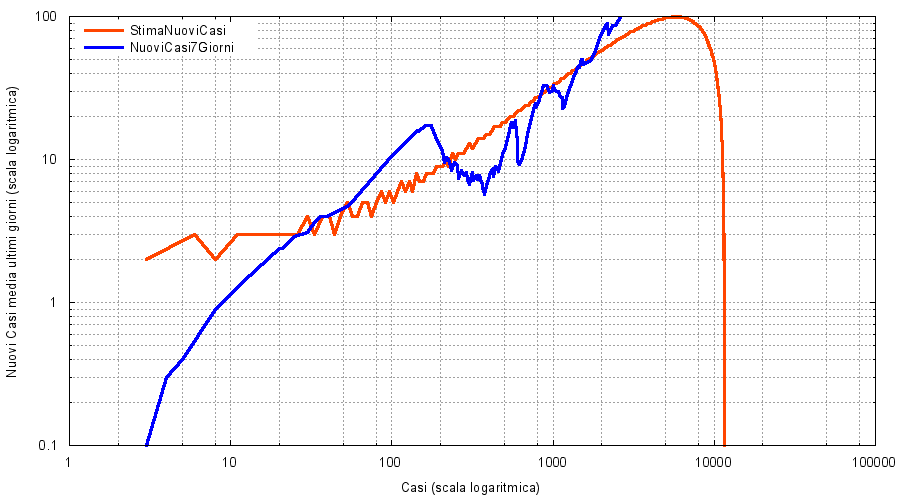 StimaNuoviCasi
NuoviCasi7Giorni
Nuovi Casi media ultimi giorni (scala logaritmica)
100
10
1
0.1
1
10
100
1000
10000
100000
Casi (scala logaritmica)